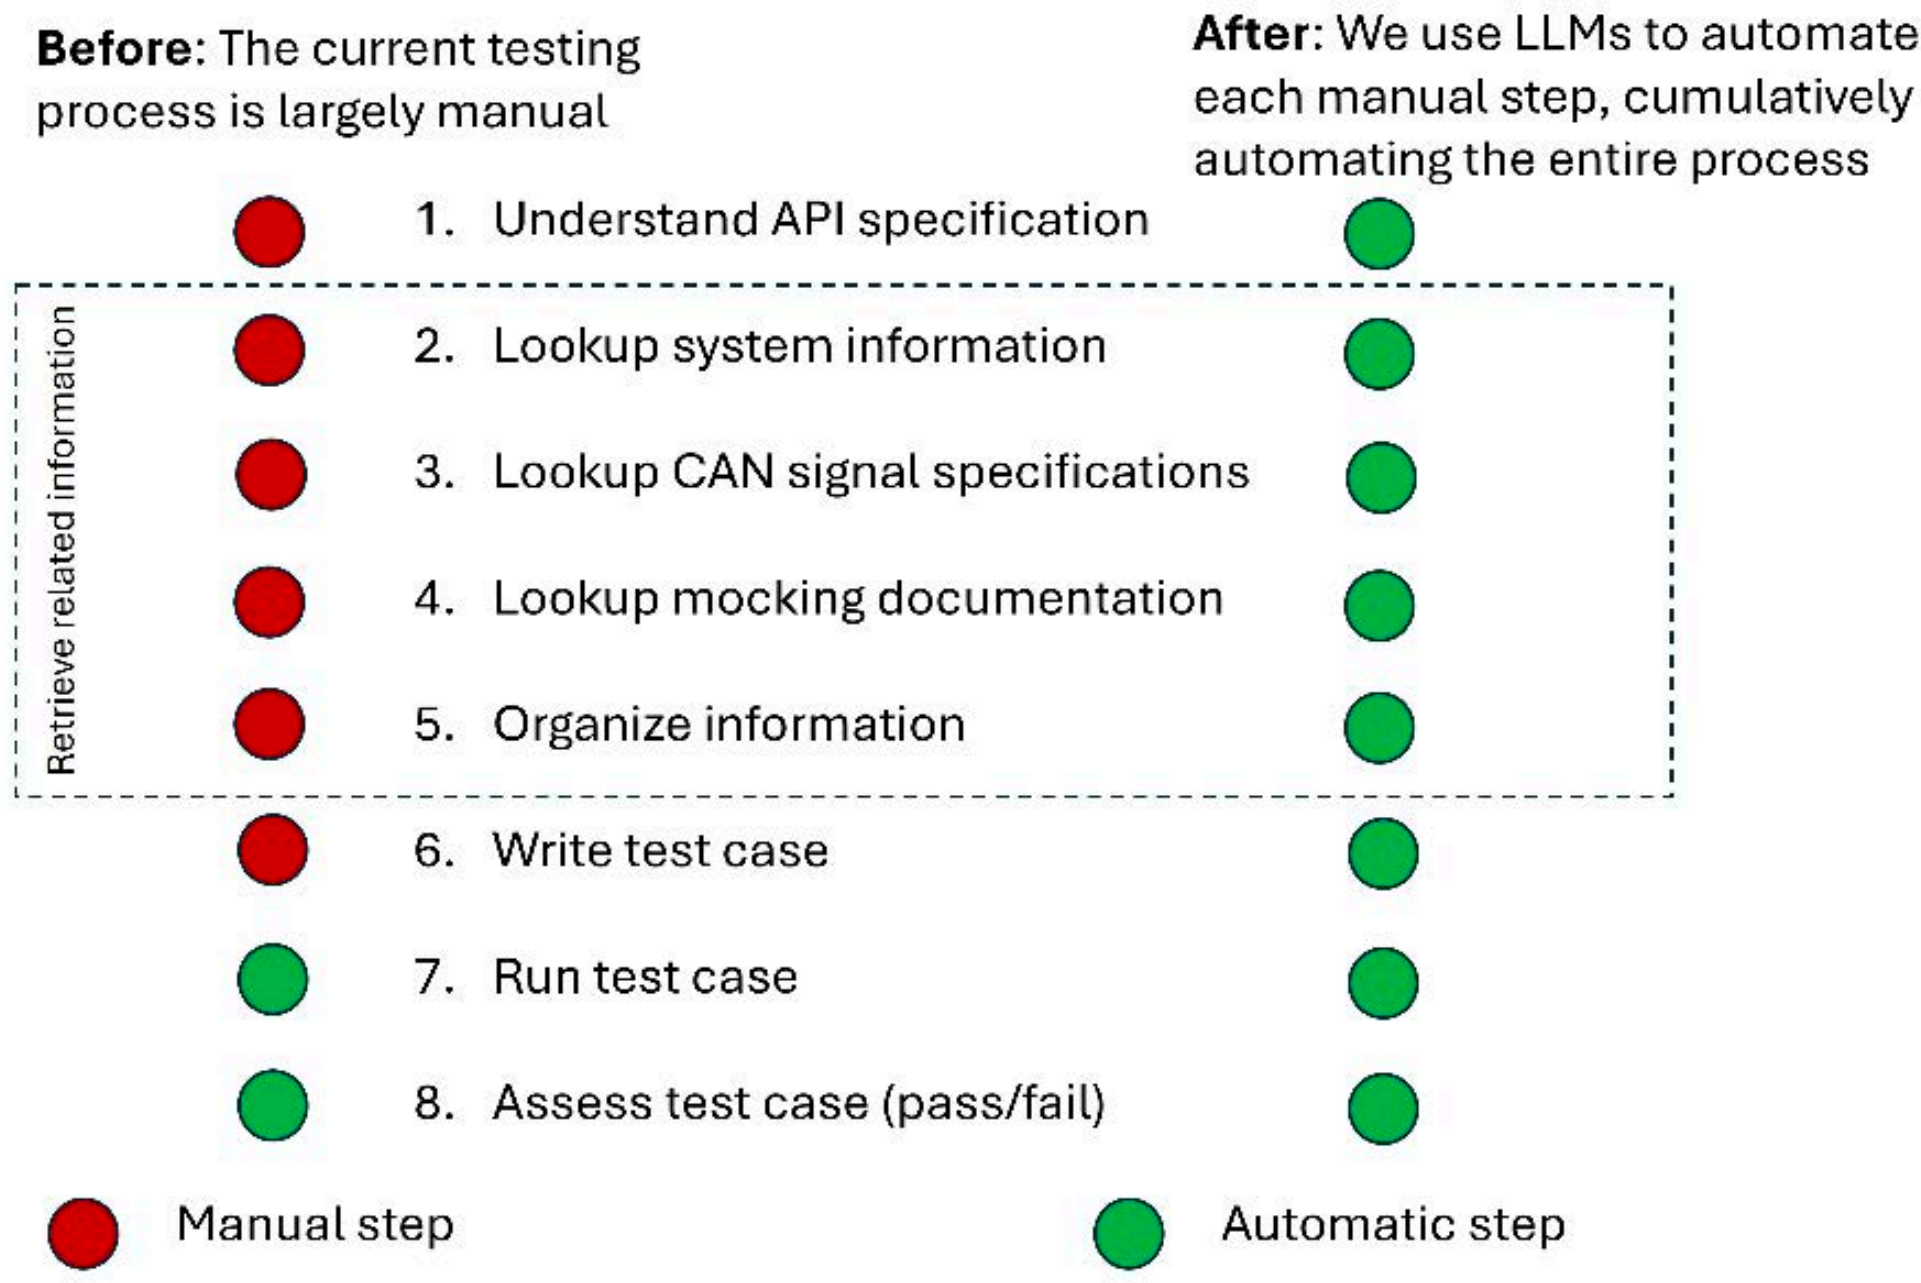 Before: The current testing
process is largely manual
After: We use LLMs to automate
each manual step, cumulatively
automating the entire process
1. Understand API specification
Retrieve related information
2. Lookup system information
3. Lookup CAN signal specifications
4. Lookup mocking documentation
5. Organize information
6. Write test case
7. Run test case
8. Assess test case (pass/fail)
Manual step
Automatic step